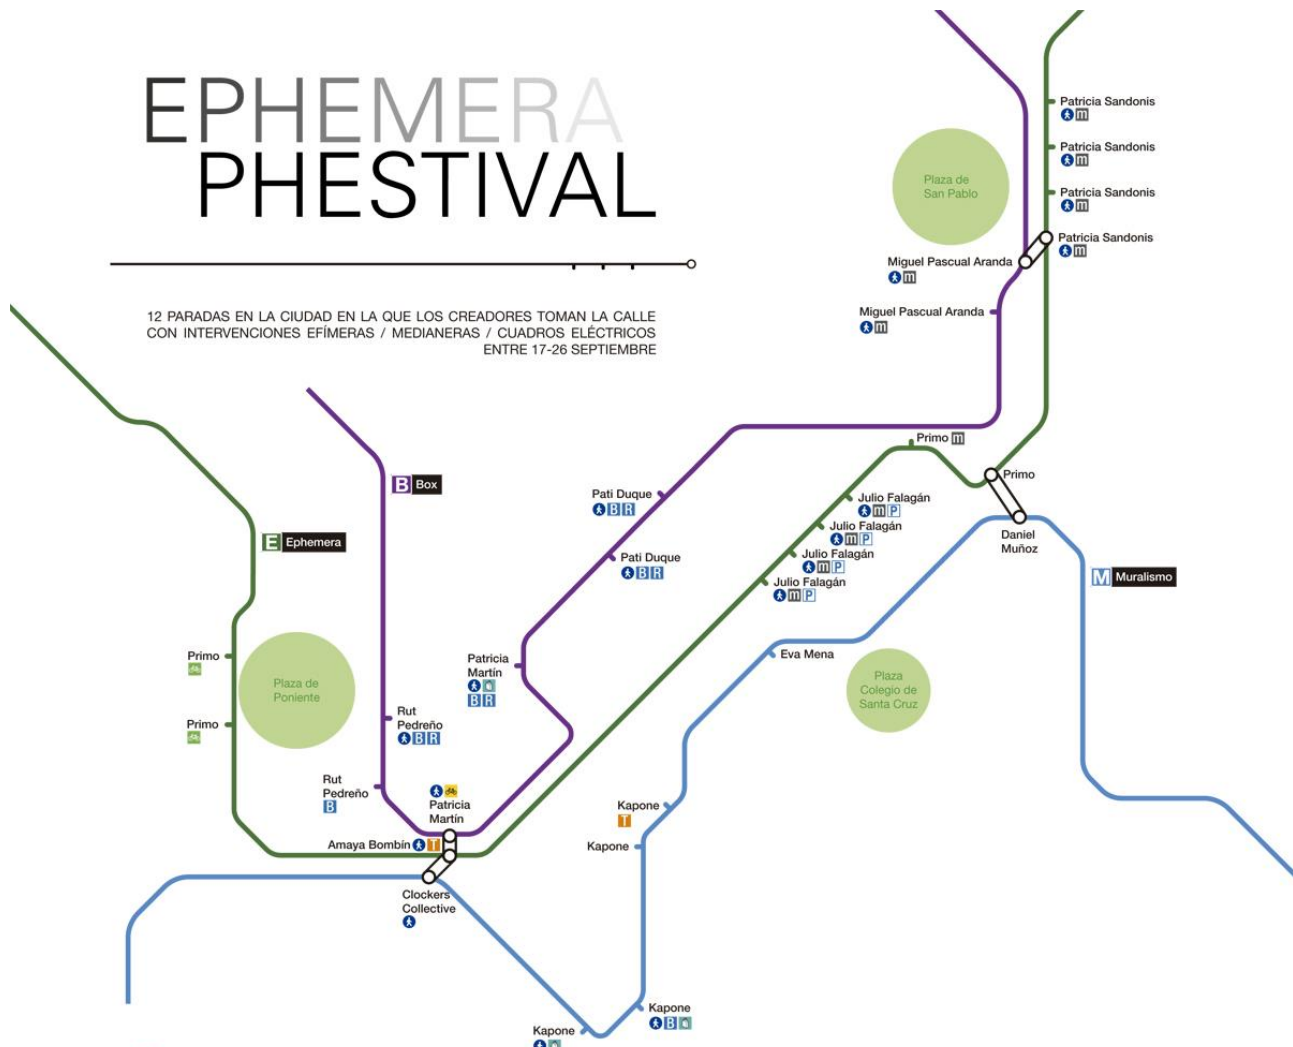 EPHEMERA
PHESTIVAL
12 PARADAS EN LA CIUDAD EN LA QUE LOS CREADORES TOMAN LA CALLE
CON INTERVENCIONES EFÍMERAS / MEDIANERAS / CUADROS ELÉCTRICOS
ENTRE 17-26 SEPTIEMBRE
Patricia Sandonis
m
Patricia Sandonis
m
Patricia Sandonis
m
Patricia Sandonis
m
Plaza de
San Pablo
Miguel Pascual Aranda
m
Miguel Pascual Aranda
m
Primo m
Primo
B Box
Pati Duque
B R
Julio Falagán
m P
Julio Falagán
m P
Julio Falagán
m P
Julio Falagán
m P
Daniel
Muñoz
E Ephemera
Pati Duque
B R
M Muralismo
Primo
Plaza de
Poniente
Primo
Patricia
Martín
B R
Eva Mena
Plaza
Colegio de
Santa Cruz
Rut
Pedreño
B R
Rut
Pedreño
B
Patricia
Martín
Amaya Bombín T
Kapone
T
Kapone
Clockers
Collective
Kapone
B
Kapone